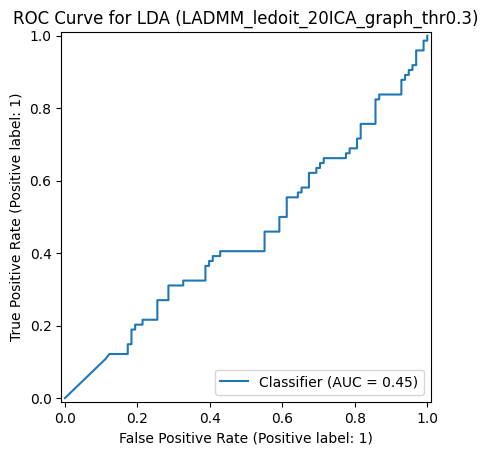 ROC Curve for LDA (LADMM_ledoit_20ICA_graph_thr0.3)
1.0
0.8
0.6
0.4
0.2
0.0
True Positive Rate (Positive label: 1)
Classifier (AUC = 0.45)
0.0 0.2 0.4 0.6 0.8 1.0
False Positive Rate (Positive label: 1)